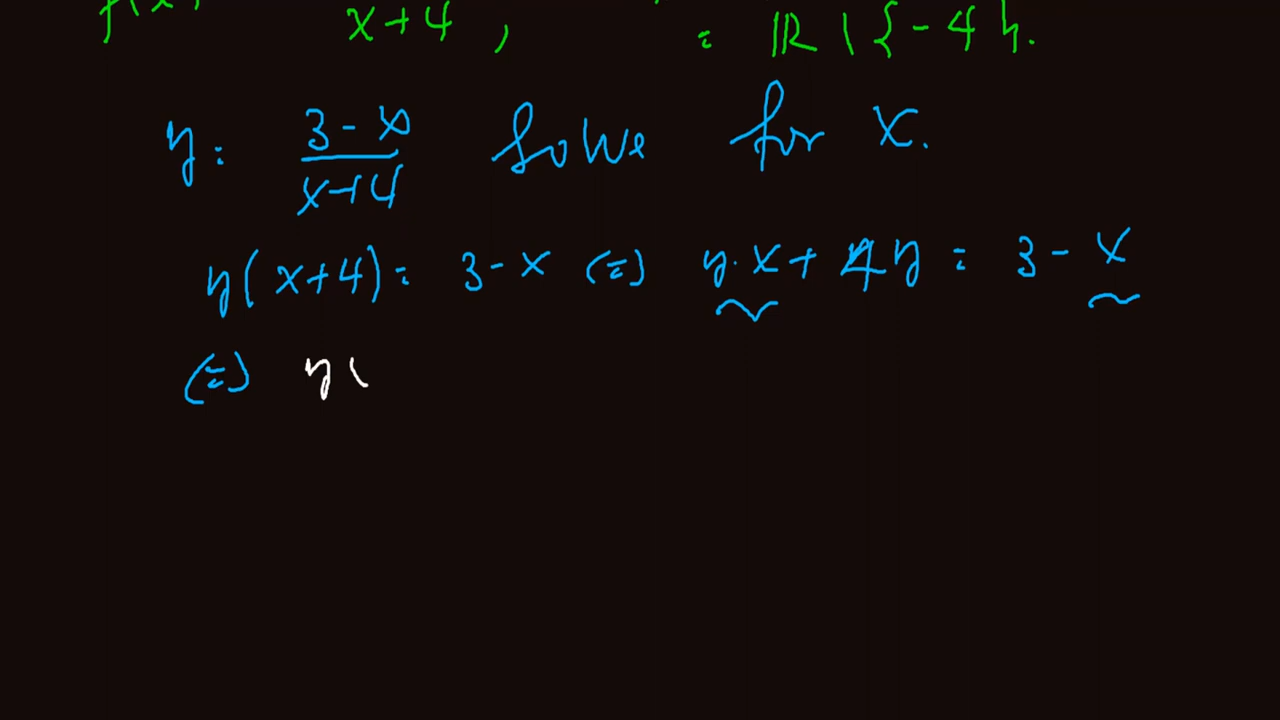 f(x) x+4 , = ℝ \ {-4}.
y = 3-x / x+4 Solve for x.
y(x+4) = 3-x (=) y.x + 4y = 3-x
(=) y(